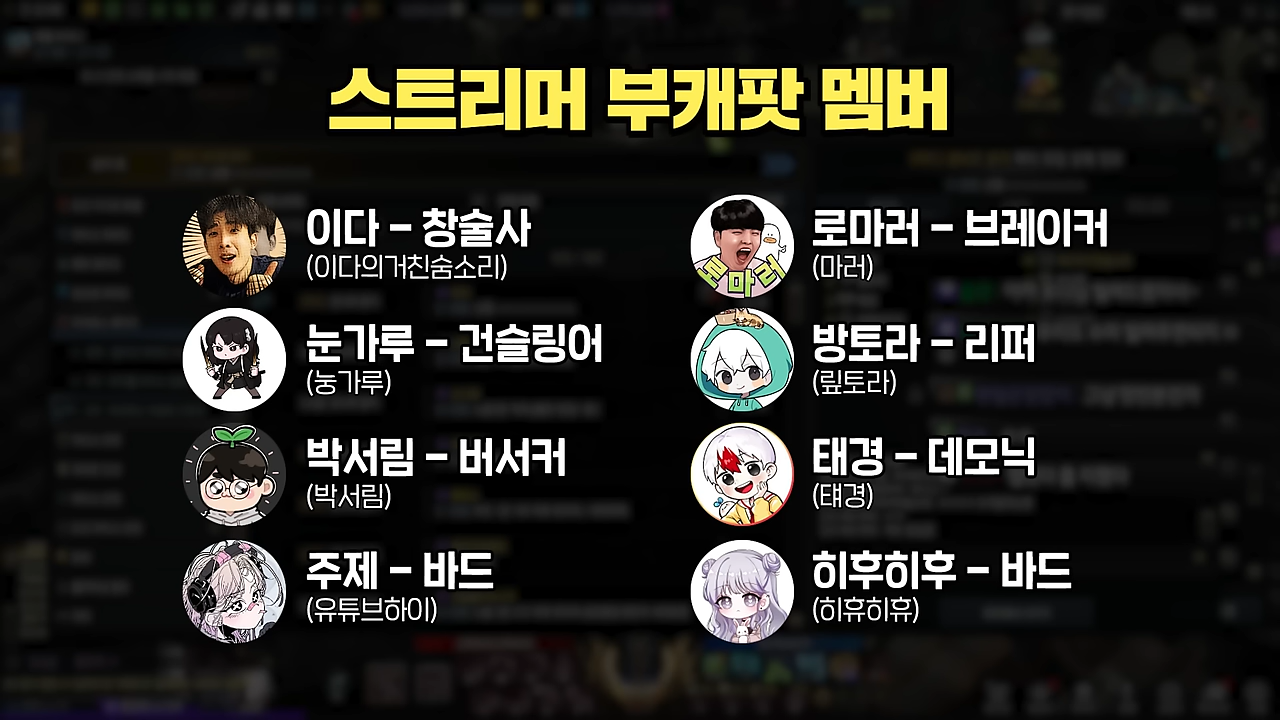 스트리머 부캐팟 멤버
이다 - 창술사
(이다의거친숨소리)
눈가루 - 건슬링어
(눙가루)
박서림 - 버서커
(박서림)
주제 - 바드
(유튜브하이)
로마러 - 브레이커
(마러)
로마러
방토라 - 리퍼
(맆토라)
태경 - 데모닉
(턔경)
히후히후 - 바드
(히휴히휴)